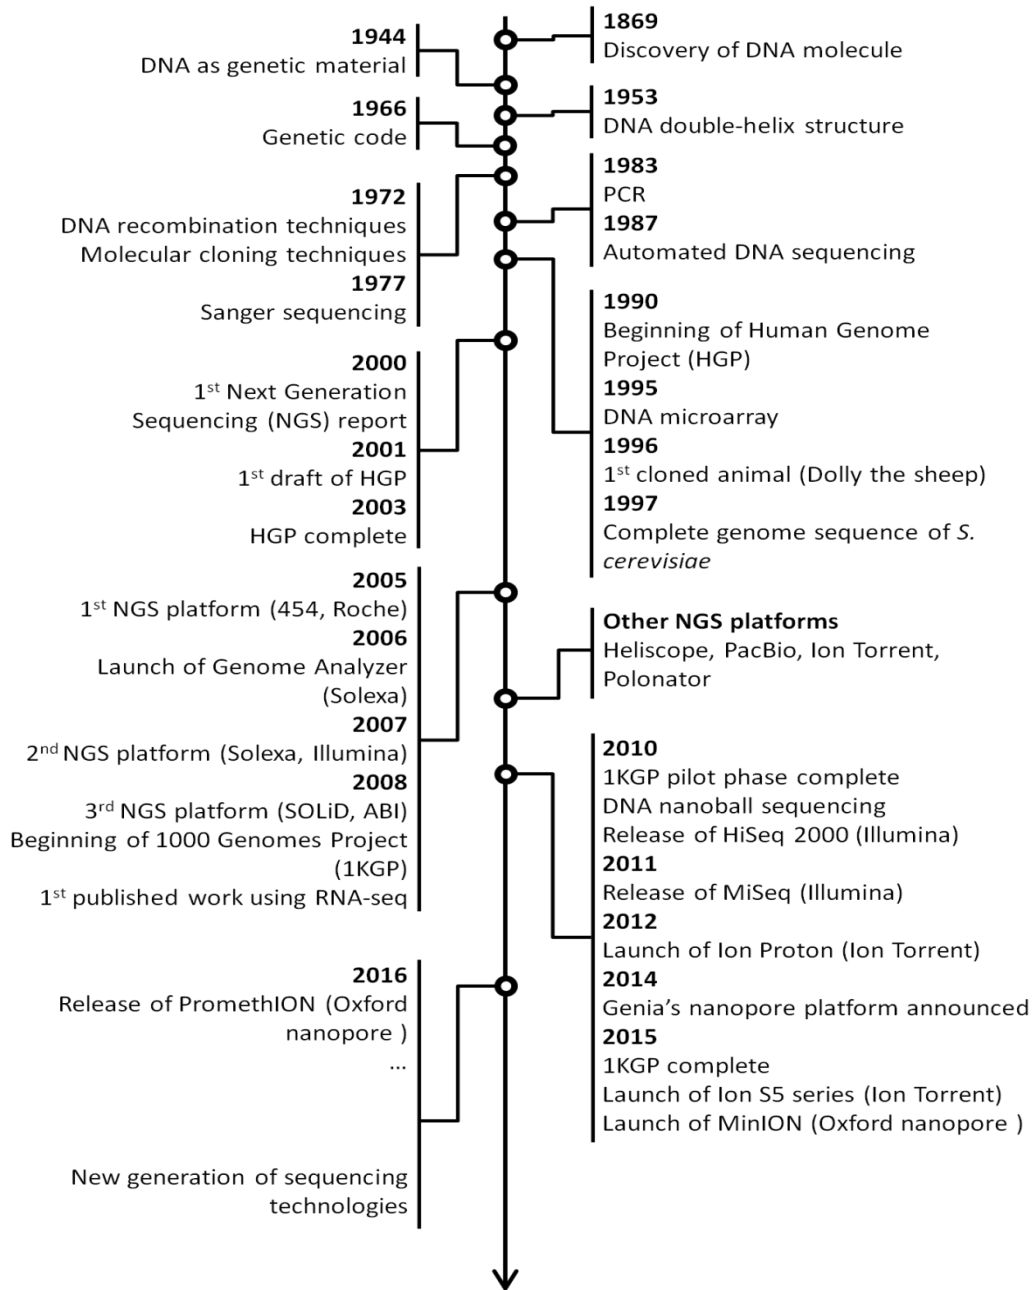 1869
Discovery of DNA molecule
1944
DNA as genetic material
1953
DNA double-helix structure
1966
Genetic code
1972
DNA recombination techniques
Molecular cloning techniques
1977
Sanger sequencing
1983
PCR
1987
Automated DNA sequencing
1990
Beginning of Human Genome
Project (HGP)
1995
DNA microarray
1996
1st cloned animal (Dolly the sheep)
1997
Complete genome sequence of S.
cerevisiae
2000
1st Next Generation
Sequencing (NGS) report
2001
1st draft of HGP
2003
HGP complete
2005
1st NGS platform (454, Roche)
2006
Launch of Genome Analyzer
(Solexa)
2007
2nd NGS platform (Solexa, Illumina)
2008
3rd NGS platform (SOLiD, ABI)
Beginning of 1000 Genomes Project
(1KGP)
1st published work using RNA-seq
Other NGS platforms
Heliscope, PacBio, Ion Torrent,
Polonator
2010
1KGP pilot phase complete
DNA nanoball sequencing
Release of HiSeq 2000 (Illumina)
2011
Release of MiSeq (Illumina)
2012
Launch of Ion Proton (Ion Torrent)
2014
Genia's nanopore platform announced
2015
1KGP complete
Launch of Ion S5 series (Ion Torrent)
Launch of MinION (Oxford nanopore )
2016
Release of PromethION (Oxford
nanopore )
...
New generation of sequencing
technologies